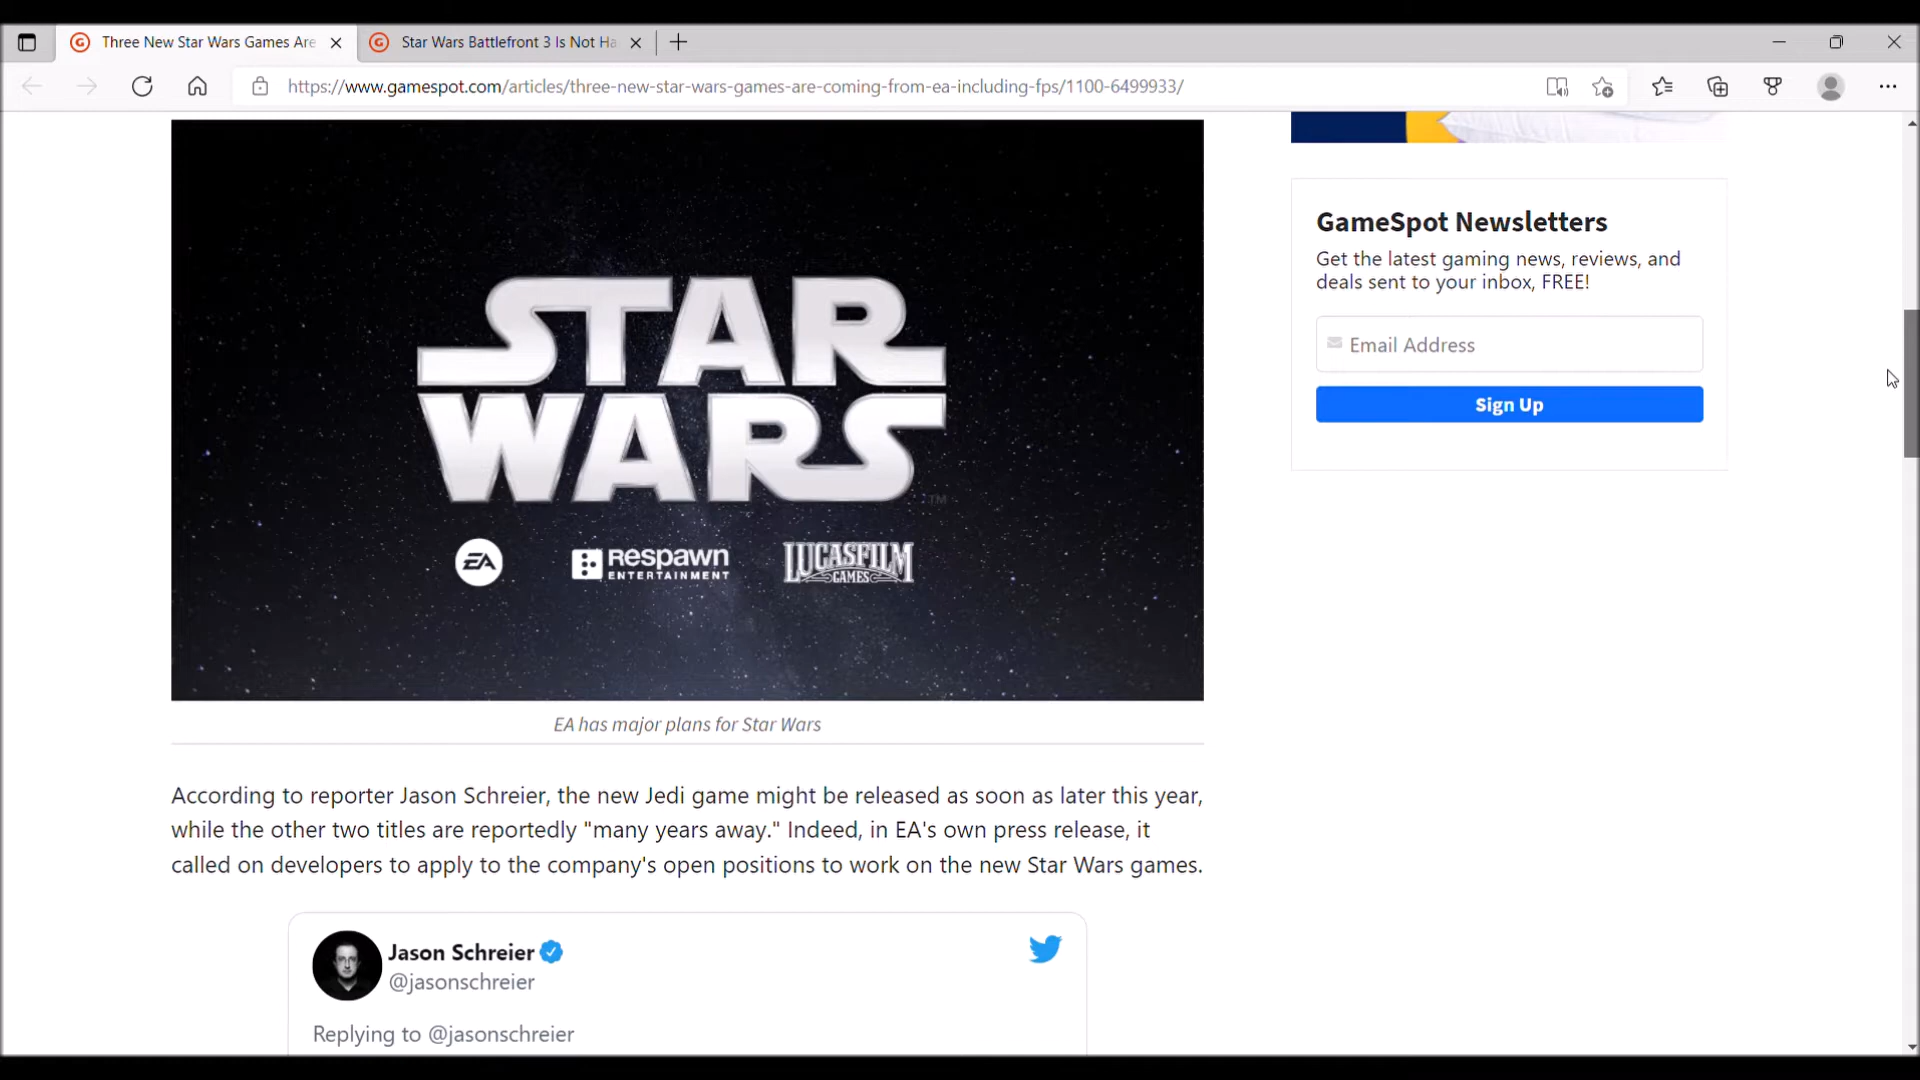 Three New Star Wars Games Are
Star Wars Battlefront 3 Is Not Ha
https://www.gamespot.com/articles/three-new-star-wars-games-are-coming-from-ea-including-fps/1100-6499933/
STAR
WARS
TM
EA
RESPAWN
ENTERTAINMENT
LUCASFILM
GAMES
EA has major plans for Star Wars
According to reporter Jason Schreier, the new Jedi game might be released as soon as later this year,
while the other two titles are reportedly "many years away." Indeed, in EA's own press release, it
called on developers to apply to the company's open positions to work on the new Star Wars games.
Jason Schreier
@jasonschreier
Replying to @jasonschreier
GameSpot Newsletters
Get the latest gaming news, reviews, and
deals sent to your inbox, FREE!
Email Address
Sign Up